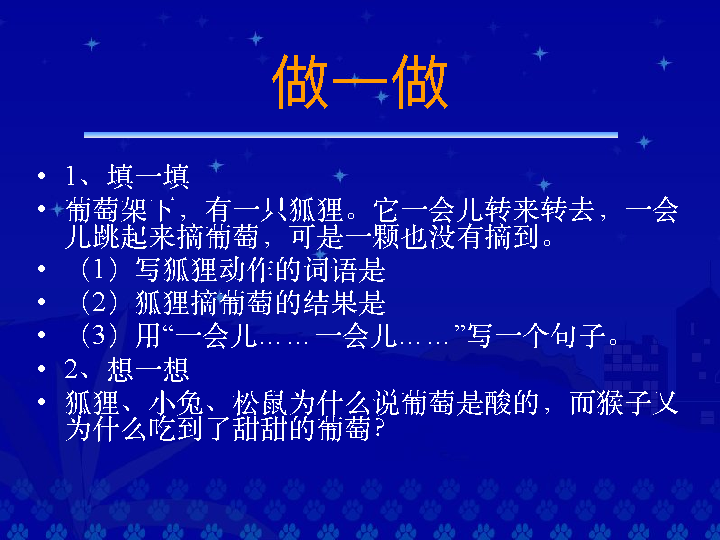 做一做
• 1、填一填
• 葡萄架下，有一只狐狸。它一会儿转来转去，一会
儿跳起来摘葡萄，可是一颗也没有摘到。
• （1）写狐狸动作的词语是
• （2）狐狸摘葡萄的结果是
• （3）用“一会儿……一会儿……”写一个句子。
• 2、想一想
• 狐狸、小兔、松鼠为什么说葡萄是酸的，而猴子又
为什么吃到了甜甜的葡萄？